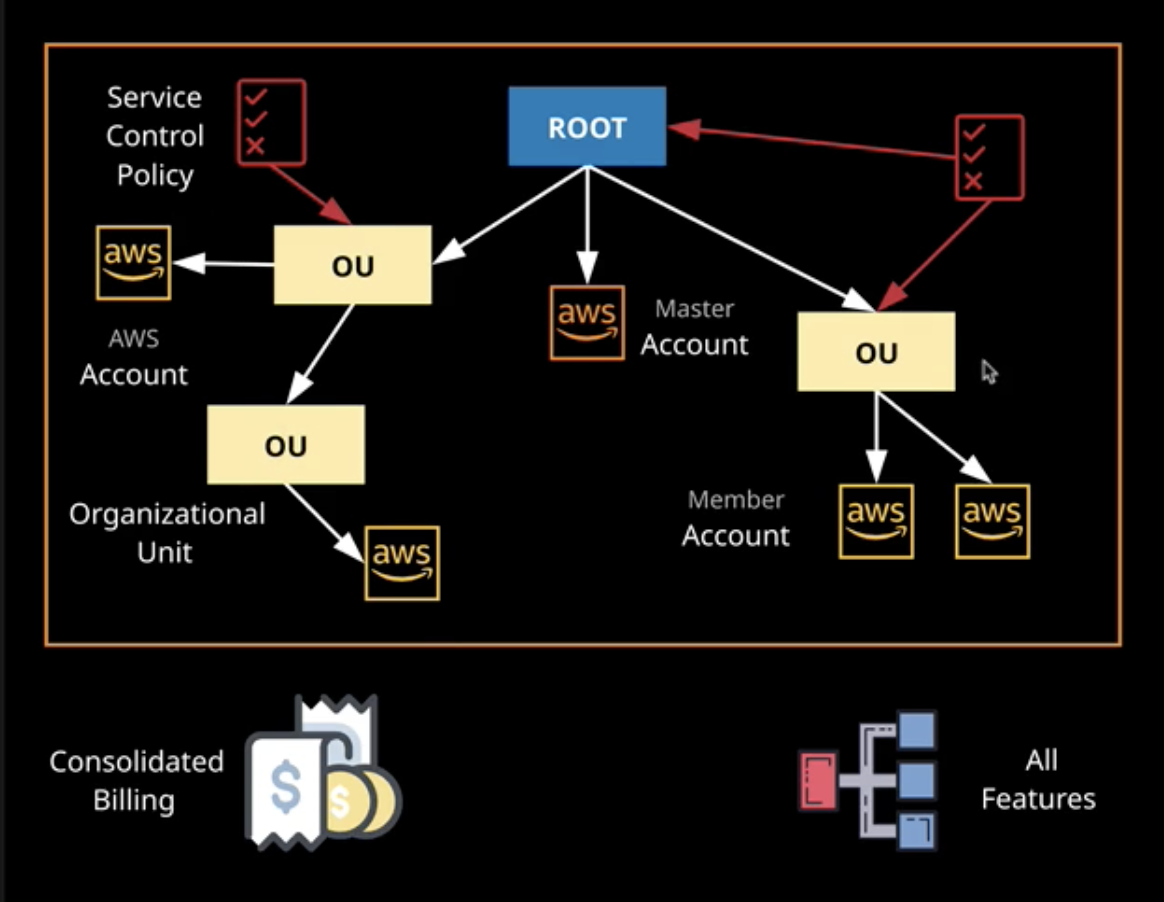 Service
Control
Policy
ROOT
aws
OU
AWS
Account
aws
Master
Account
OU
OU
Organizational
Unit
aws
Member
Account
aws
aws
Consolidated
Billing
$
$
All
Features